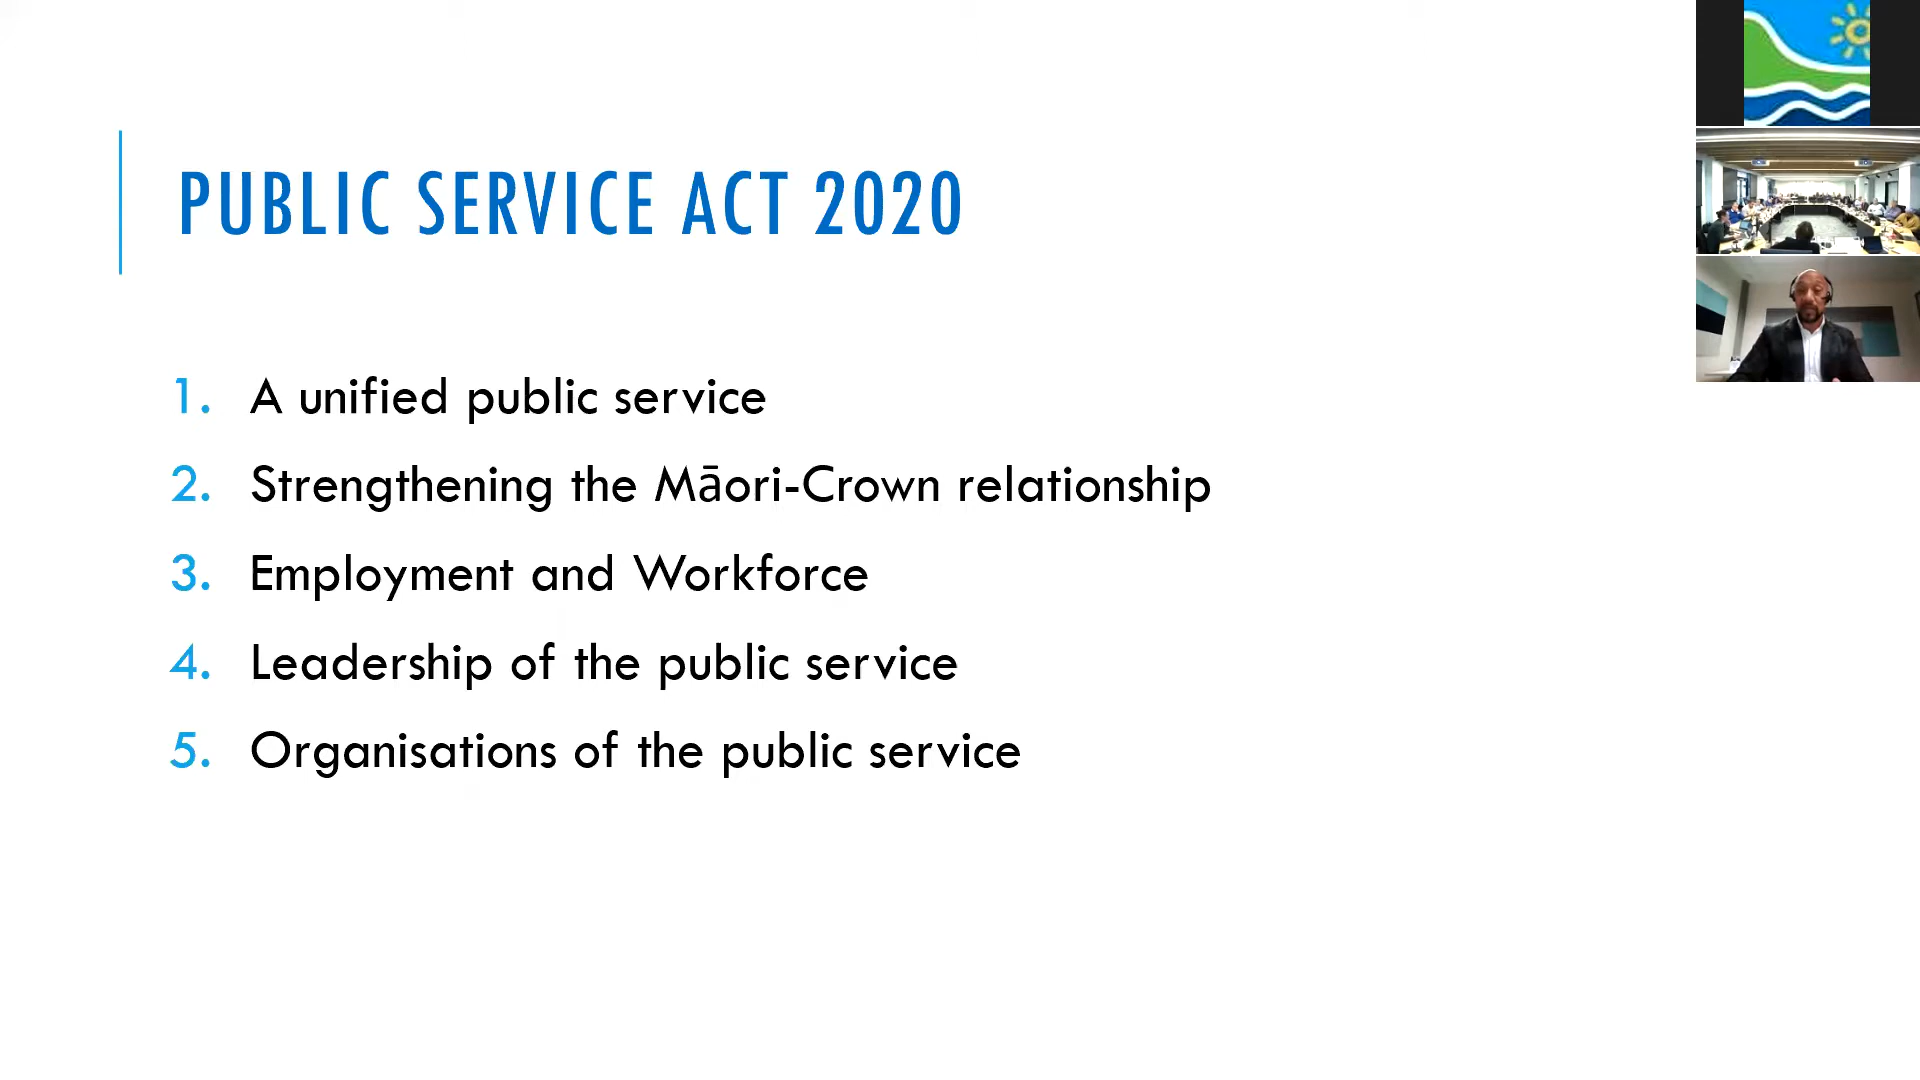 PUBLIC SERVICE ACT 2020
1. A unified public service
2. Strengthening the Māori-Crown relationship
3. Employment and Workforce
4. Leadership of the public service
5. Organisations of the public service